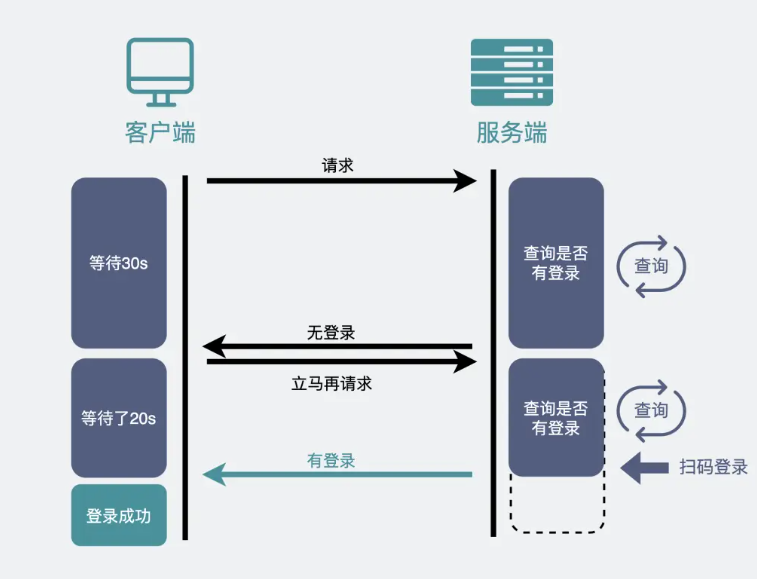 客户端
服务端
请求
等待30s
查询是否
有登录
查询
无登录
立马再请求
等待了20s
查询是否
有登录
查询
有登录
扫码登录
登录成功